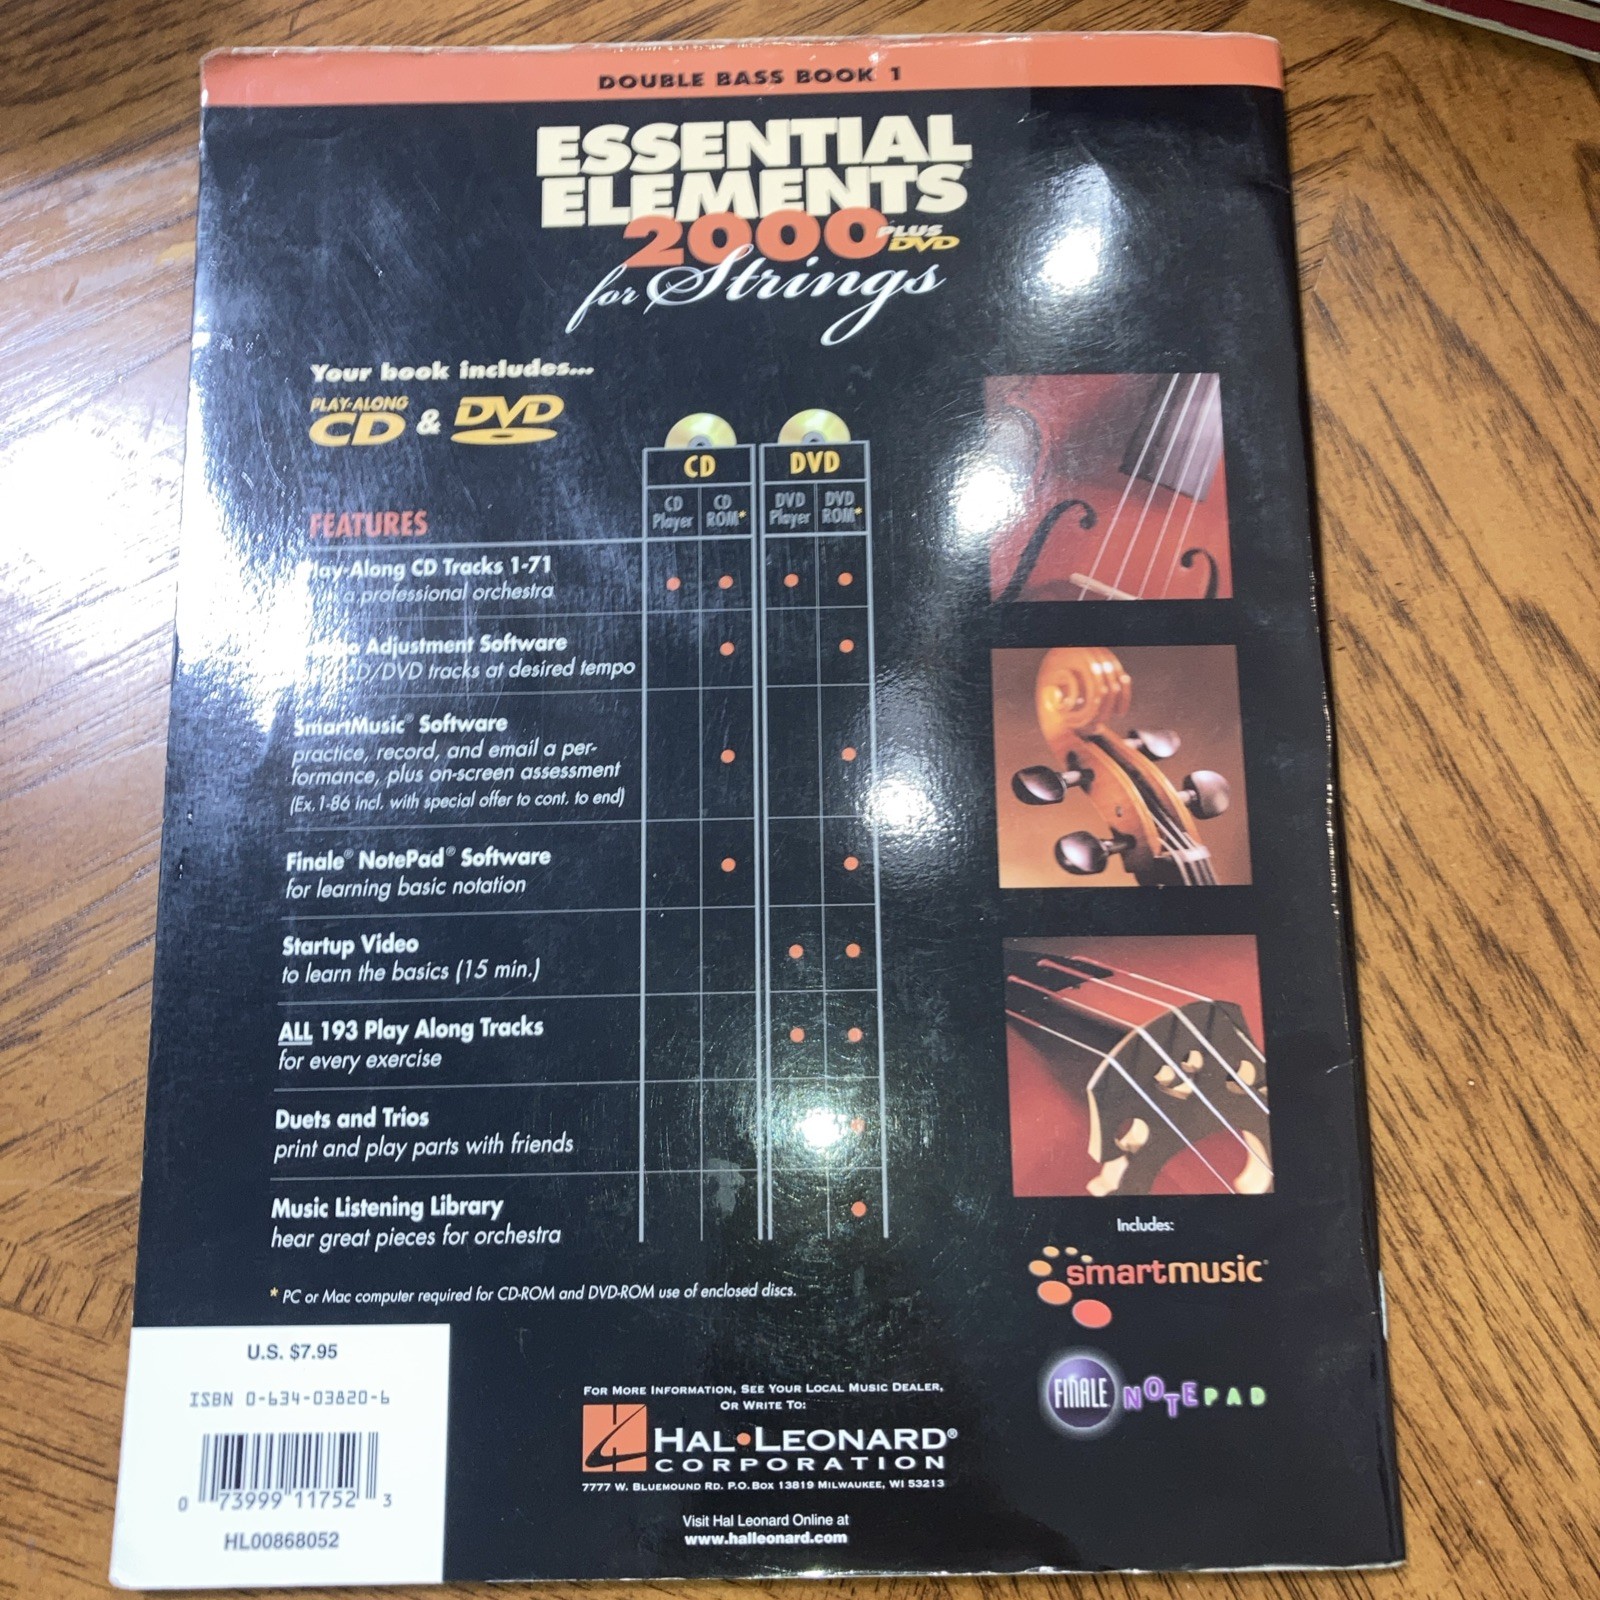 DOUBLE BASS BOOK 1
ESSENTIAL
ELEMENTS
2000 PLUS DVD
for Strings
Your book includes...
PLAY-ALONG
CD & DVD
CD DVD
CD Player CD ROM* DVD Player DVD ROM*
FEATURES
Play-Along CD Tracks 1-71
a professional orchestra
Adjustment Software
CD/DVD tracks at desired tempo
SmartMusic® Software
practice, record, and email a per-
formance, plus on-screen assessment
(Ex. 1-86 incl. with special offer to cont. to end)
Finale® NotePad® Software
for learning basic notation
Startup Video
to learn the basics (15 min.)
ALL 193 Play Along Tracks
for every exercise
Duets and Trios
print and play parts with friends
Music Listening Library
hear great pieces for orchestra
* PC or Mac computer required for CD-ROM and DVD-ROM use of enclosed discs.
Includes:
smartmusic®
FINALE NOTEPAD
U.S. $7.95
ISBN 0-634-03820-6
0 73999 11752 3
HL00868052
FOR MORE INFORMATION, SEE YOUR LOCAL MUSIC DEALER,
OR WRITE TO:
HAL•LEONARD®
CORPORATION
7777 W. BLUEMOUND RD. P.O. BOX 13819 MILWAUKEE, WI 53213
Visit Hal Leonard Online at
www.halleonard.com